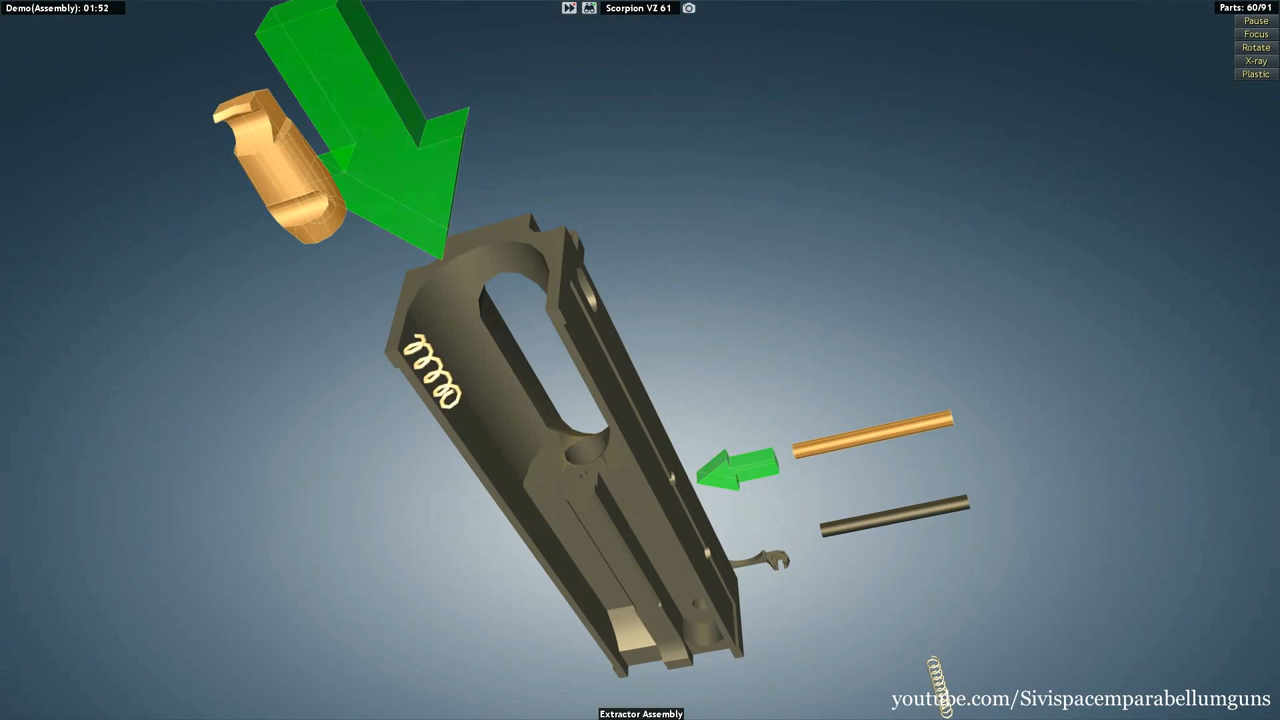 Demo(Assembly): 01:52
Scorpion VZ 61
Parts: 60/91
Pause
Focus
Rotate
X-ray
Plastic
youtube.com/Sivispacemparabellumguns
Extractor Assembly